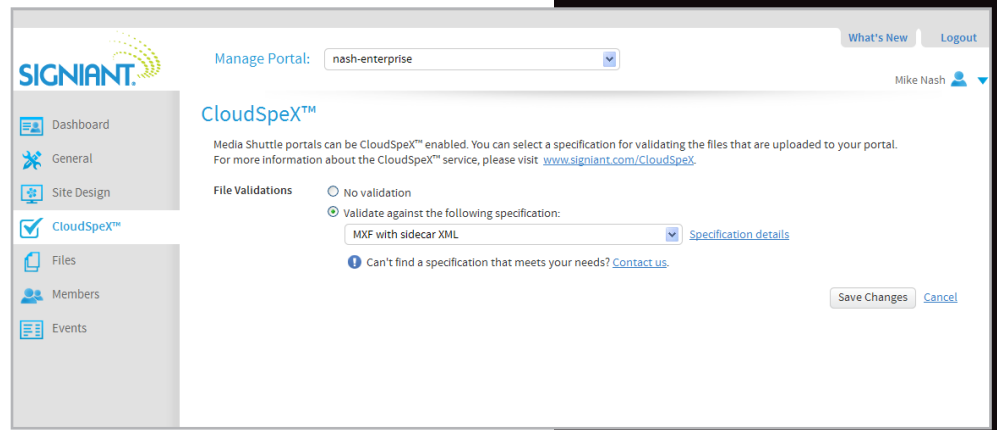 What's New
Logout
SIGNIANT.
Manage Portal:
nash-enterprise
Mike Nash
Dashboard
General
Site Design
CloudSpeX™
Files
Members
Events
CloudSpeX™
Media Shuttle portals can be CloudSpeX™ enabled. You can select a specification for validating the files that are uploaded to your portal.
For more information about the CloudSpeX™ service, please visit www.signiant.com/CloudSpeX.
File Validations
No validation
Validate against the following specification:
MXF with sidecar XML
Specification details
Can't find a specification that meets your needs? Contact us.
Save Changes
Cancel